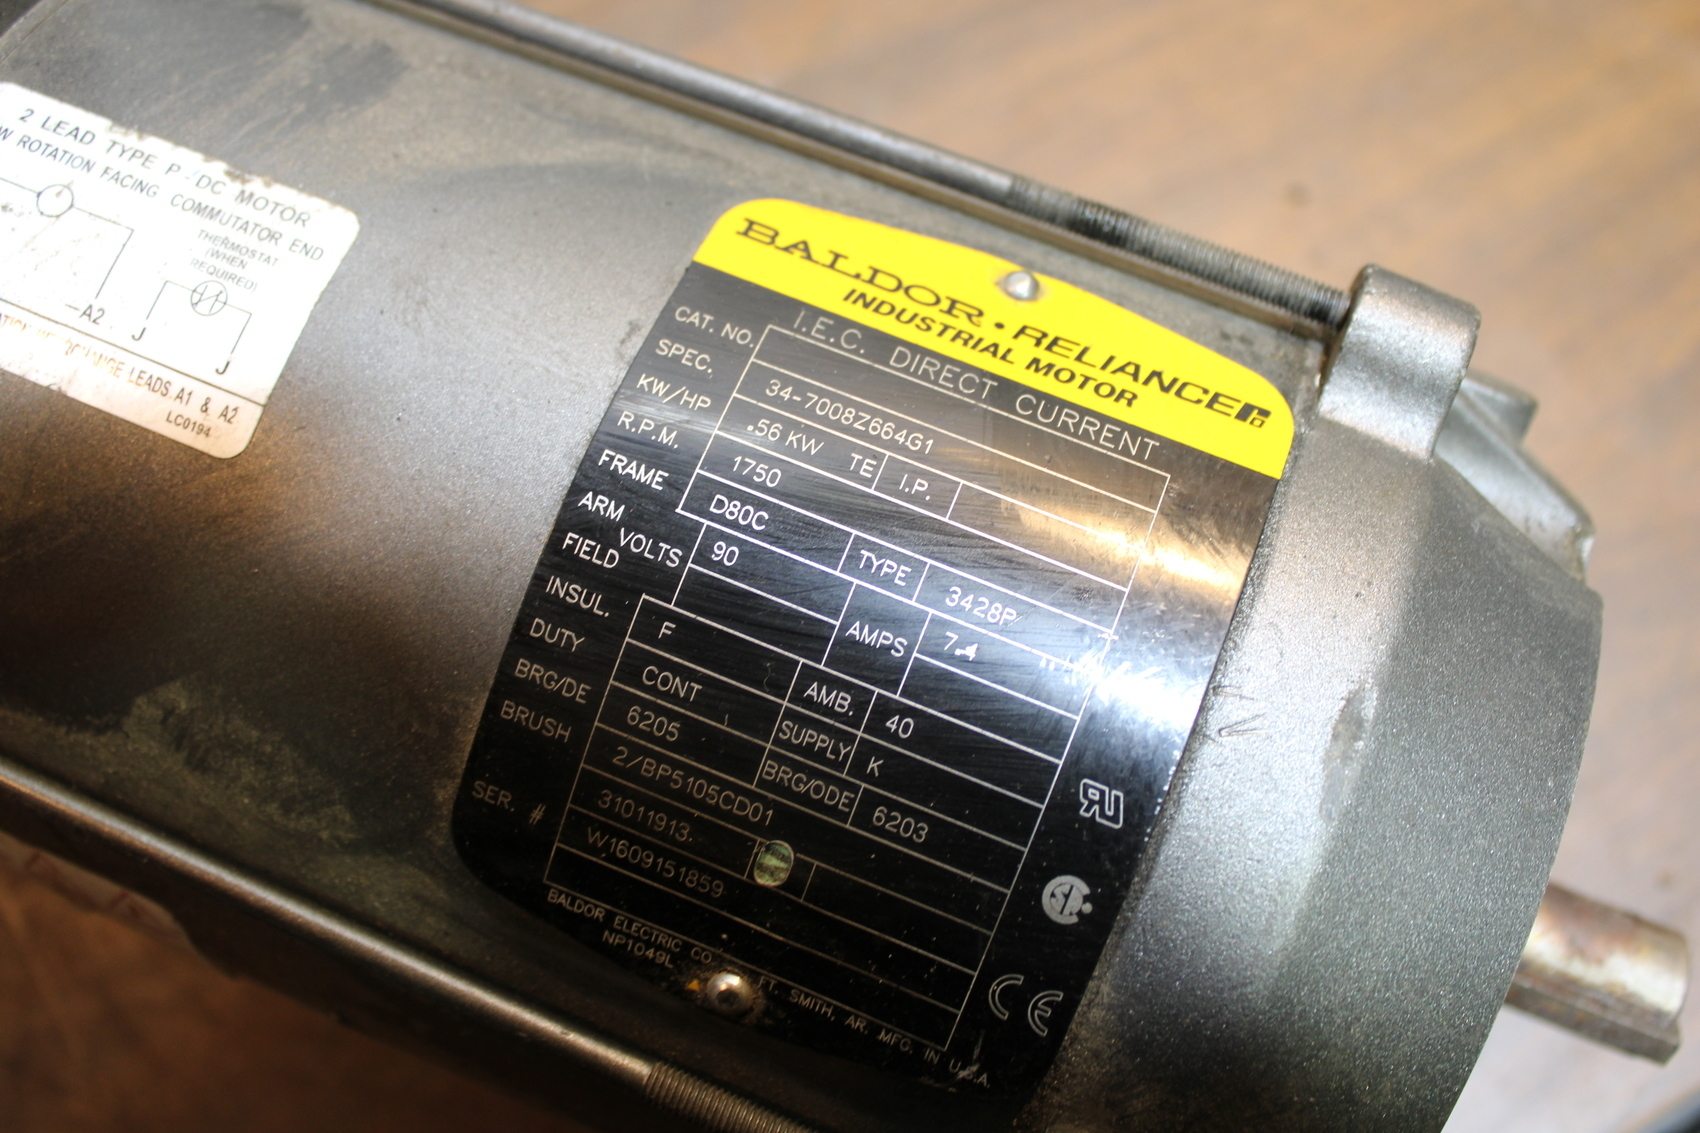 2 LEAD TYPE P - DC MOTOR
W ROTATION FACING COMMUTATOR END
THERMOSTAT
(WHEN
REQUIRED)
A2
J
J
LEADS A1 & A2
LC0194
BALDOR • RELIANCE
INDUSTRIAL MOTOR
I.E.C. DIRECT CURRENT
CAT. NO.
SPEC. 34-7008Z664G1
KW/HP .56 KW TE I.P.
R.P.M. 1750
FRAME D80C TYPE 3428P
ARM VOLTS 90 AMPS 7.4
FIELD
INSUL. F AMB. 40
DUTY CONT SUPPLY K
BRG/DE 6205 BRG/ODE 6203
BRUSH 2/BP5105CD01
31011913.
SER. # W1609151859
BALDOR ELECTRIC CO. FT. SMITH, AR. MFG. IN U.S.A.
NP1049L
CE